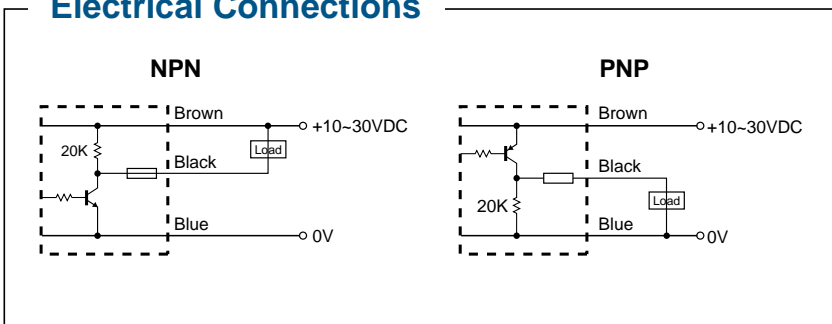 Electrical Connections
NPN
Brown
+10~30VDC
20K
Load
Black
Blue
0V
PNP
Brown
+10~30VDC
Black
20K
Load
Blue
0V